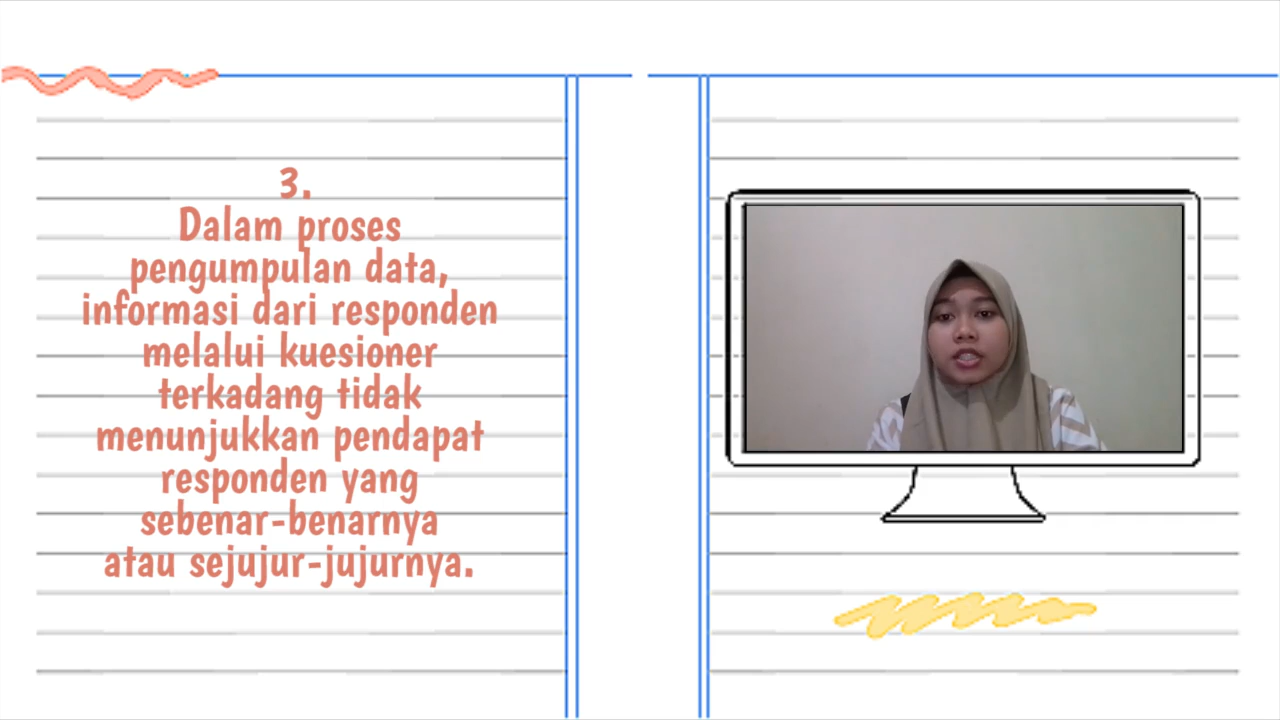 3.
Dalam proses
pengumpulan data,
informasi dari responden
melalui kuesioner
terkadang tidak
menunjukkan pendapat
responden yang
sebenar-benarnya
atau sejujur-jujurnya.